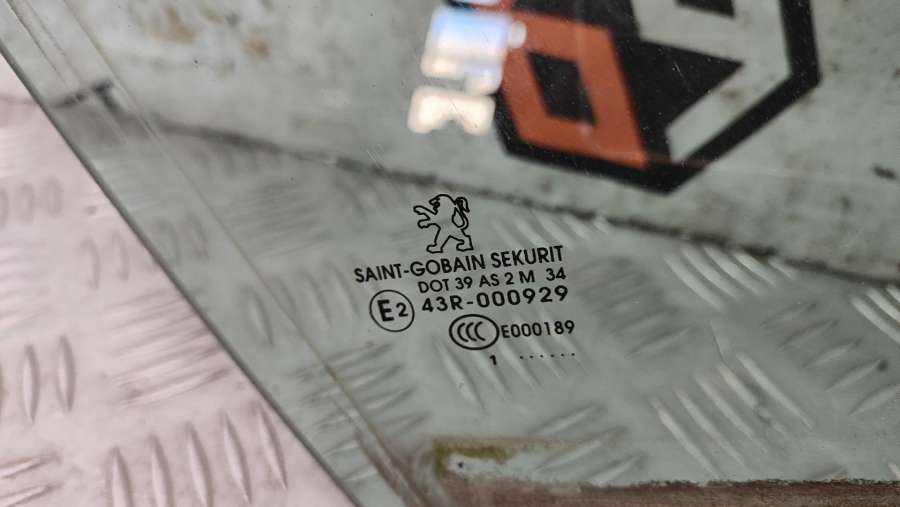 SAINT-GOBAIN SEKURIT
DOT 39 AS 2 M 34
E2 43R-000929
CCC E000189
1 ......